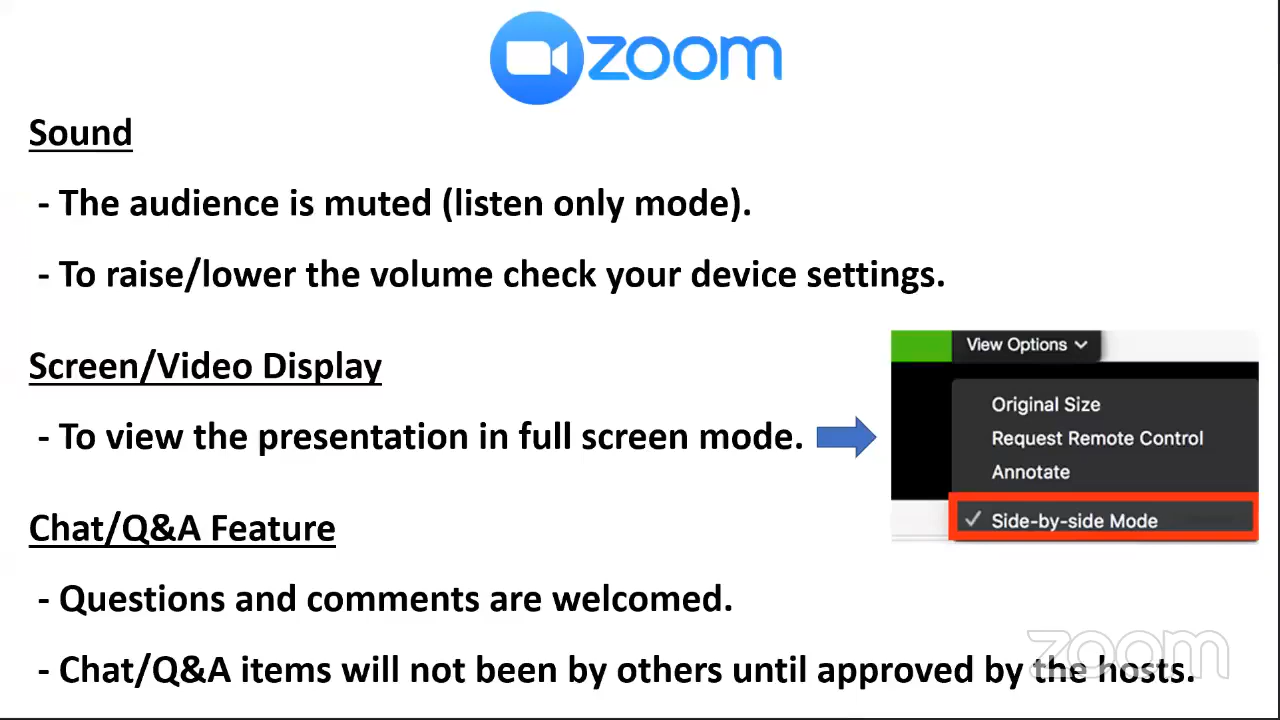 zoom
Sound
- The audience is muted (listen only mode).
- To raise/lower the volume check your device settings.
Screen/Video Display
- To view the presentation in full screen mode.
View Options
Original Size
Request Remote Control
Annotate
Side-by-side Mode
Chat/Q&A Feature
- Questions and comments are welcomed.
- Chat/Q&A items will not been by others until approved by the hosts.
zoom